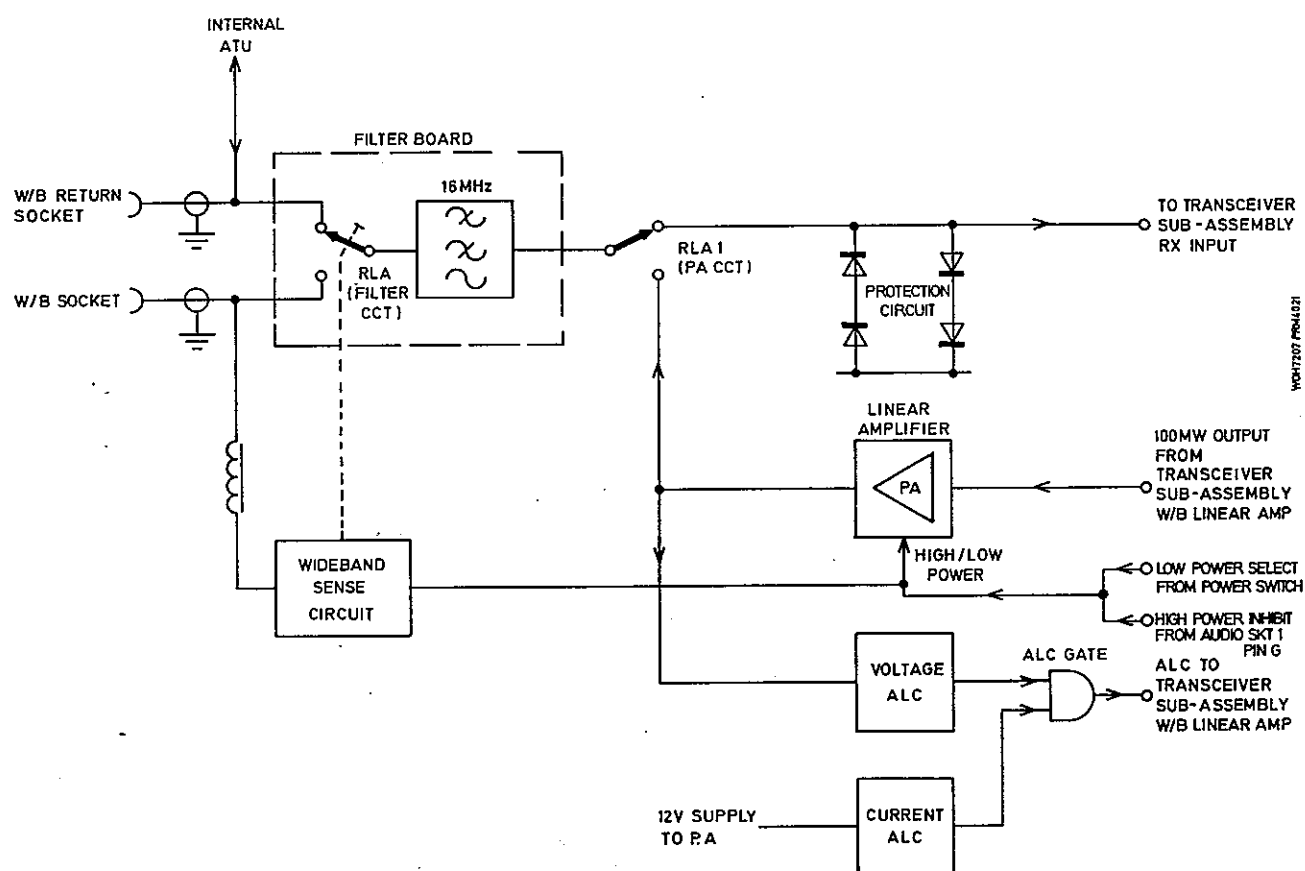 INTERNAL
ATU
FILTER BOARD
W/B RETURN
SOCKET
16MHz
RLA
(FILTER
CCT)
RLA 1
(PA CCT)
TO TRANSCEIVER
SUB-ASSEMBLY
RX INPUT
W/B SOCKET
PROTECTION
CIRCUIT
WOH7207 PRM4021
LINEAR
AMPLIFIER
PA
100MW OUTPUT
FROM
TRANSCEIVER
SUB-ASSEMBLY
W/B LINEAR AMP
WIDEBAND
SENSE
CIRCUIT
HIGH/LOW
POWER
LOW POWER SELECT
FROM POWER SWITCH
HIGH POWER INHIBIT
FROM AUDIO SKT 1
PIN G
VOLTAGE
ALC
ALC GATE
ALC TO
TRANSCEIVER
SUB-ASSEMBLY
W/B LINEAR AMP
12V SUPPLY
TO P.A
CURRENT
ALC